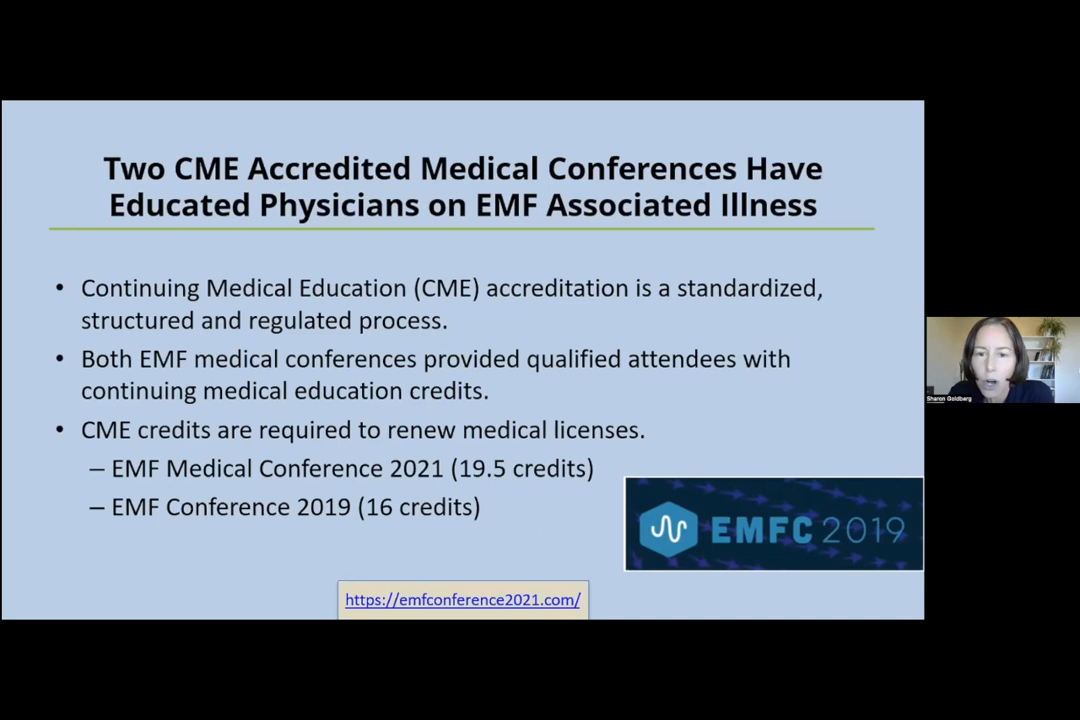 Two CME Accredited Medical Conferences Have
Educated Physicians on EMF Associated Illness
• Continuing Medical Education (CME) accreditation is a standardized,
structured and regulated process.
• Both EMF medical conferences provided qualified attendees with
continuing medical education credits.
• CME credits are required to renew medical licenses.
– EMF Medical Conference 2021 (19.5 credits)
– EMF Conference 2019 (16 credits)
EMFC 2019
https://emfconference2021.com/
Sharon Goldberg